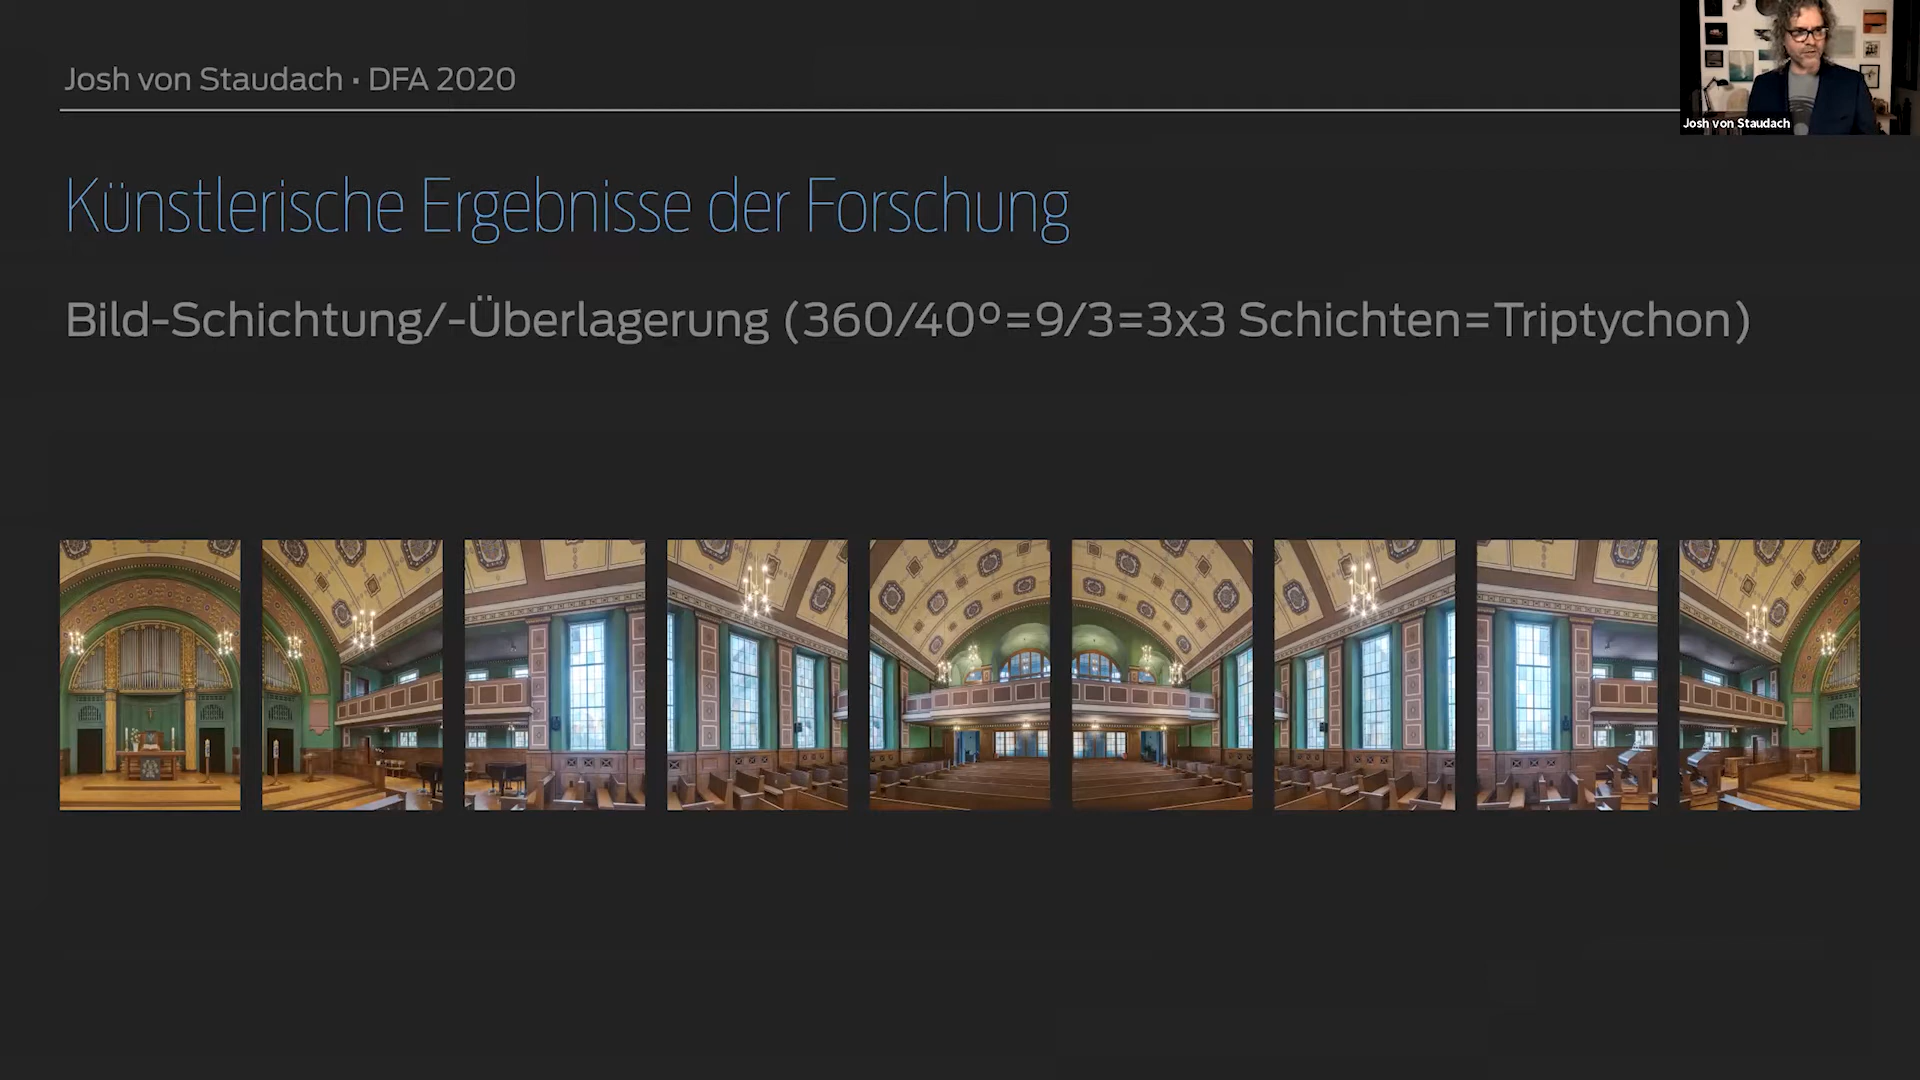 Josh von Staudach • DFA 2020
Josh von Staudach
Künstlerische Ergebnisse der Forschung
Bild-Schichtung/-Überlagerung (360/40º=9/3=3x3 Schichten=Triptychon)